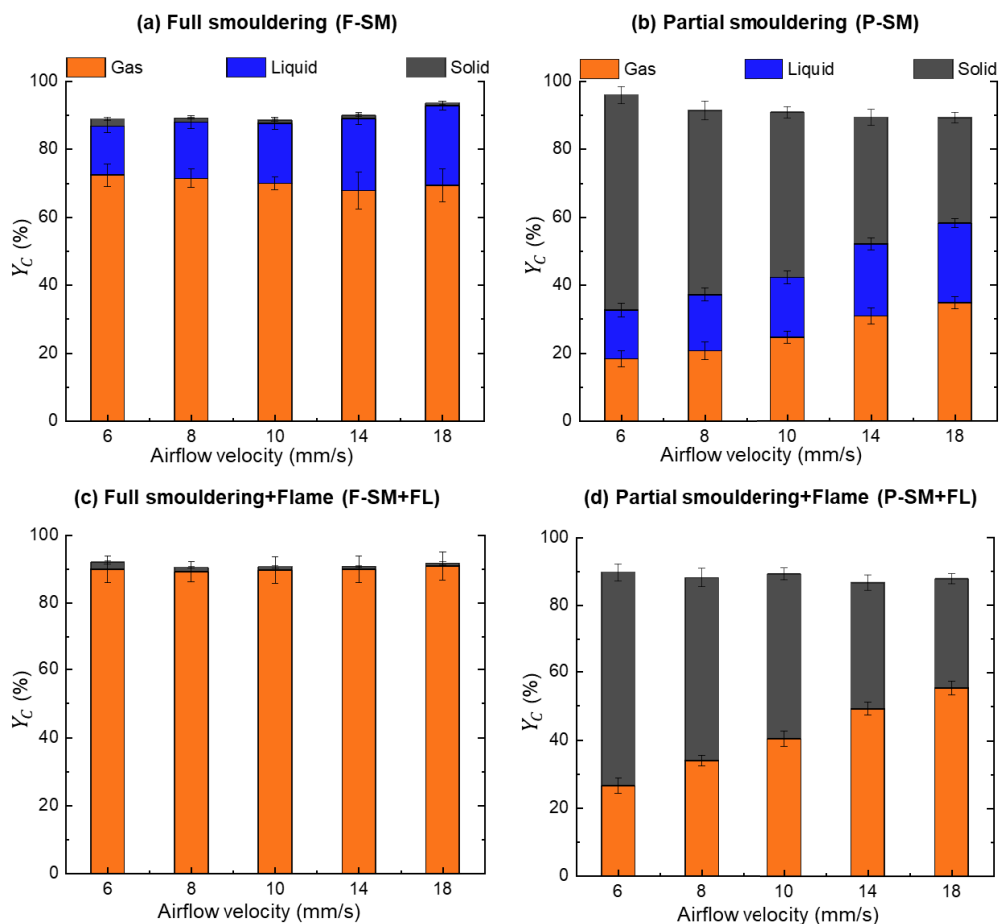 (a) Full smouldering (F-SM)
Gas Liquid Solid
100
80
60
40
20
0
Y_C (%)
6 8 10 14 18
Airflow velocity (mm/s)
(b) Partial smouldering (P-SM)
Gas Liquid Solid
100
80
60
40
20
0
Y_C (%)
6 8 10 14 18
Airflow velocity (mm/s)
(c) Full smouldering+Flame (F-SM+FL)
100
80
60
40
20
0
Y_C (%)
6 8 10 14 18
Airflow velocity (mm/s)
(d) Partial smouldering+Flame (P-SM+FL)
100
80
60
40
20
0
Y_C (%)
6 8 10 14 18
Airflow velocity (mm/s)